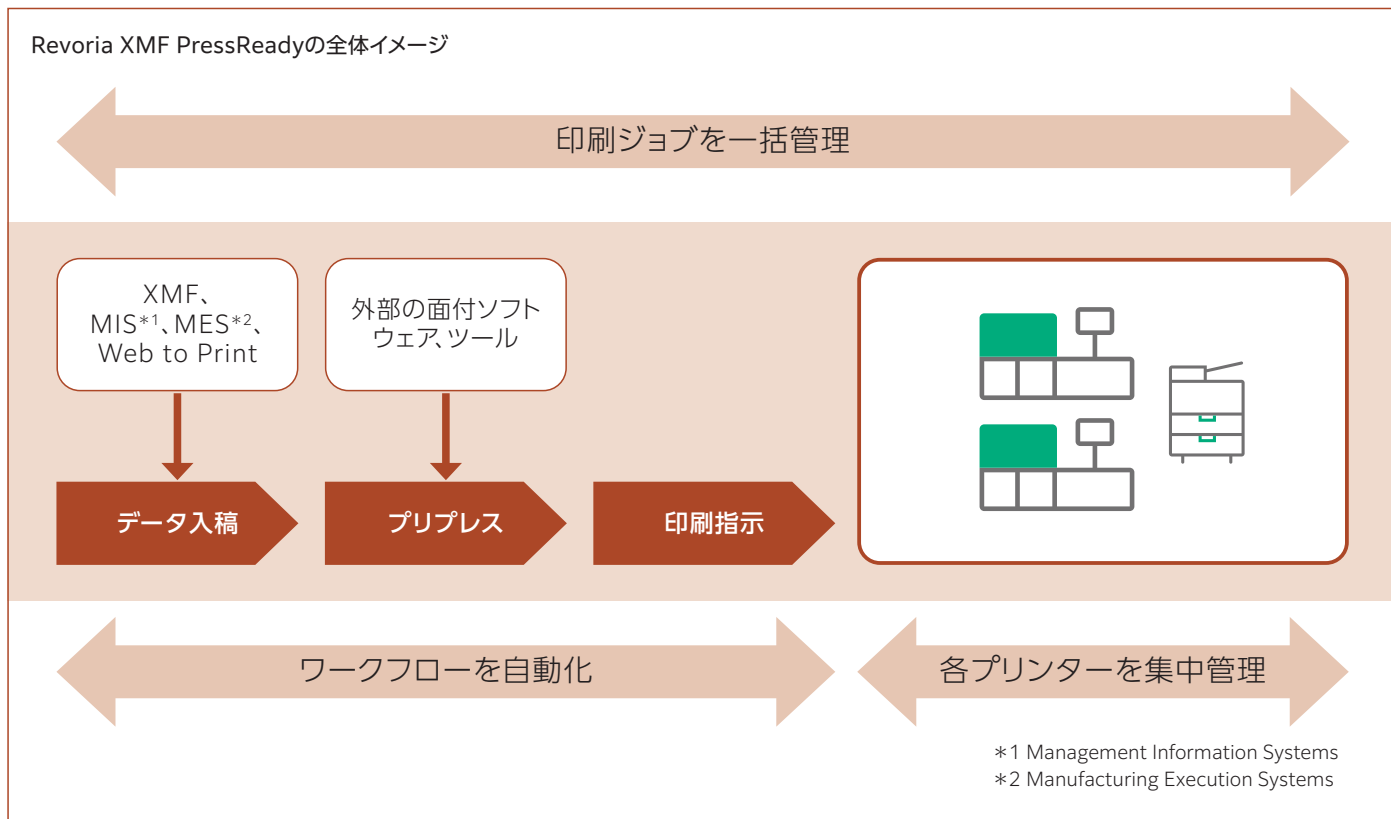 Revoria XMF PressReadyの全体イメージ
印刷ジョブを一括管理
XMF、
MIS*1、MES*2、
Web to Print
外部の面付ソフト
ウェア、ツール
データ入稿
プリプレス
印刷指示
ワークフローを自動化
各プリンターを集中管理
*1 Management Information Systems
*2 Manufacturing Execution Systems